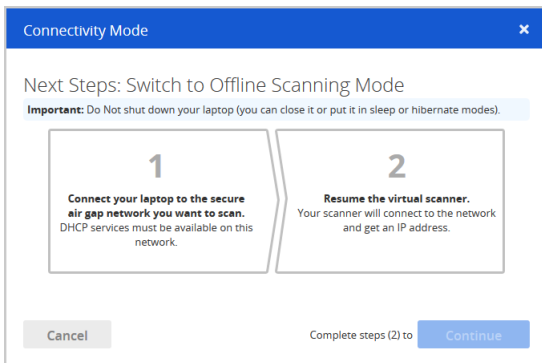 Connectivity Mode
Next Steps: Switch to Offline Scanning Mode
Important: Do Not shut down your laptop (you can close it or put it in sleep or hibernate modes).
1
Connect your laptop to the secure
air gap network you want to scan.
DHCP services must be available on this
network.
2
Resume the virtual scanner.
Your scanner will connect to the network
and get an IP address.
Cancel
Complete steps (2) to
Continue